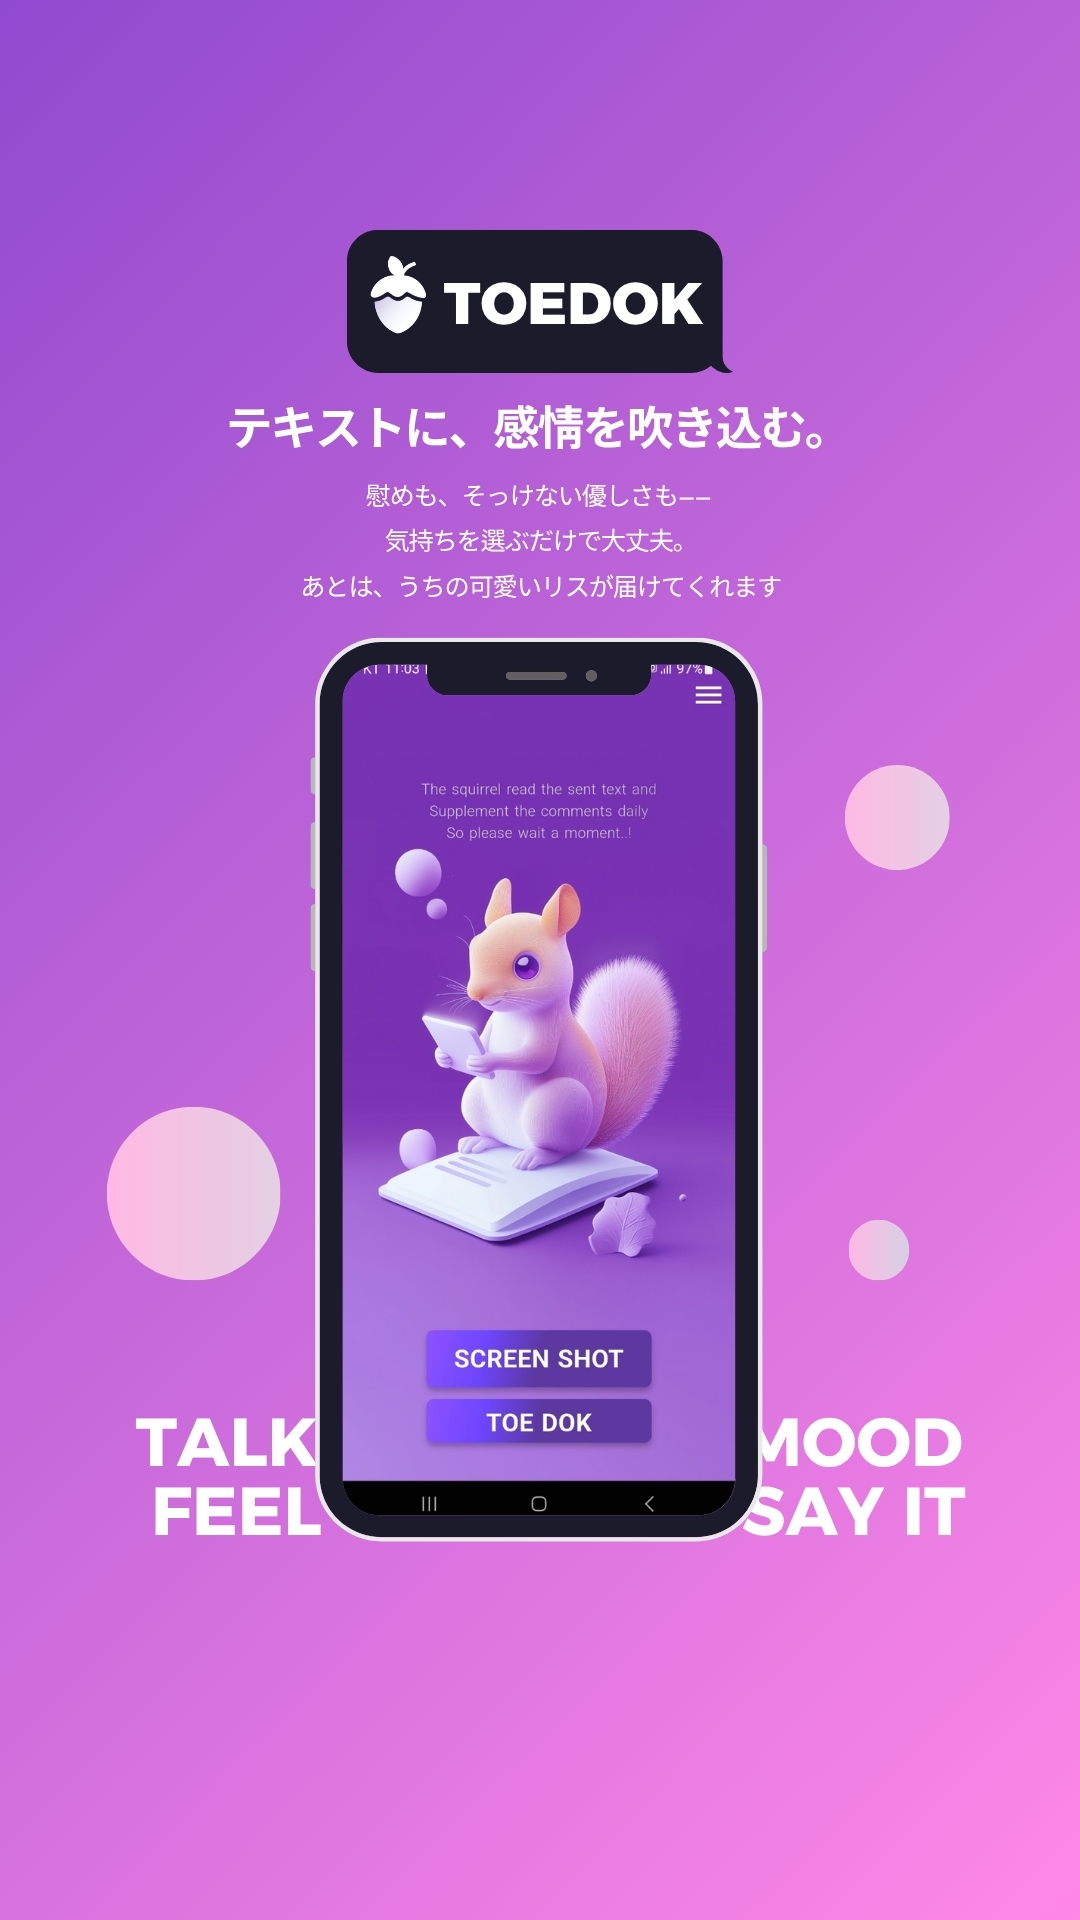 TOEDOK
テキストに、感情を吹き込む。
慰めも、そっけない優しさも––
気持ちを選ぶだけで大丈夫。
あとは、うちの可愛いリスが届けてくれます
KT 11:03
97%
The squirrel read the sent text and
Supplement the comments daily
So please wait a moment..!
SCREEN SHOT
TOE DOK
TALK MOOD
FEEL SAY IT